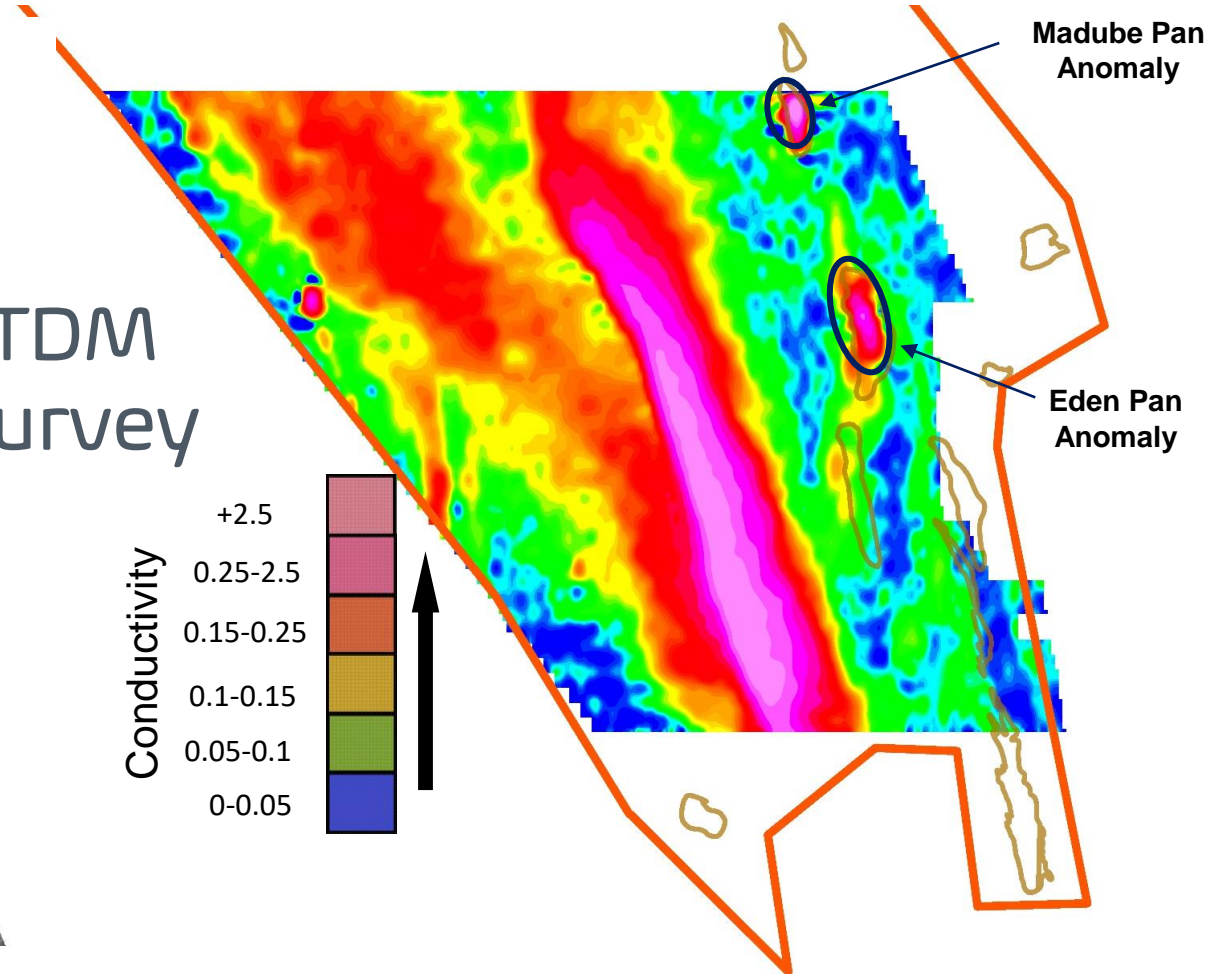 Madube Pan
Anomaly
TDM
urvey
Eden Pan
Anomaly
Conductivity
+2.5
0.25-2.5
0.15-0.25
0.1-0.15
0.05-0.1
0-0.05